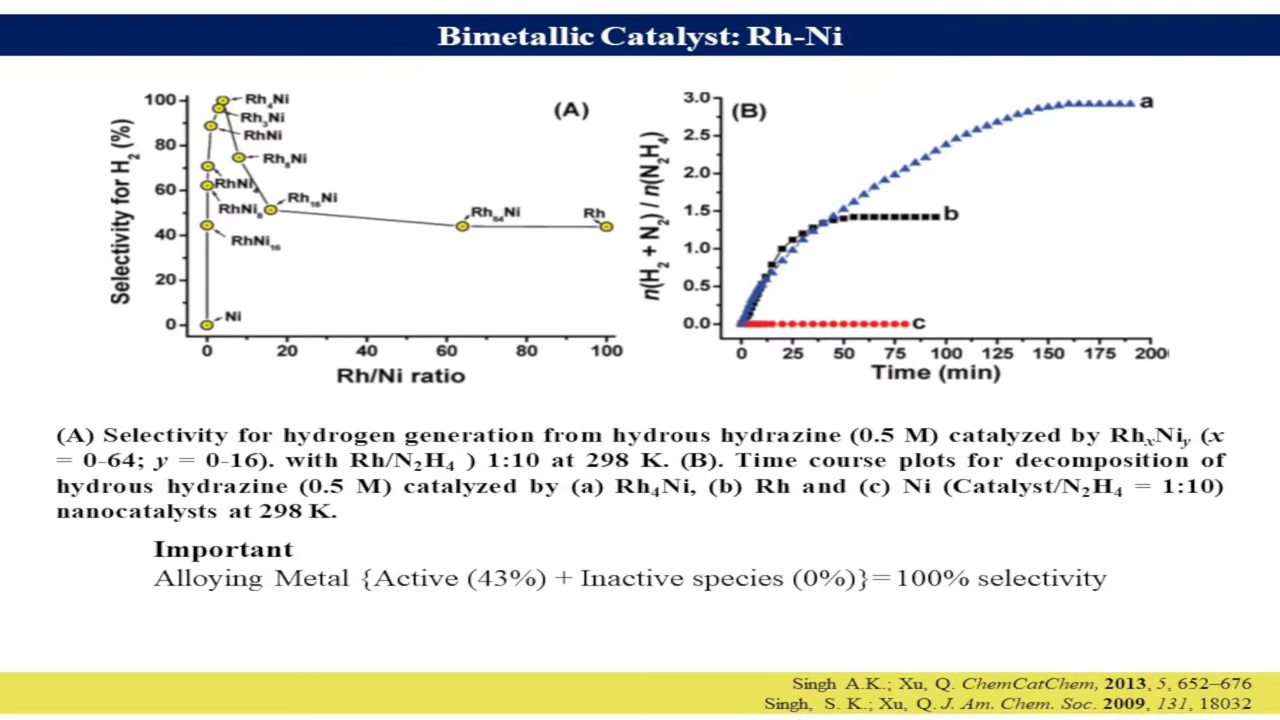 Bimetallic Catalyst: Rh-Ni
(A)
Selectivity for H₂ (%)
100
80
60
40
20
0
Rh₄Ni
Rh₃Ni
RhNi
Rh₈Ni
RhNi₄
RhNi₈
Rh₁₆Ni
RhNi₁₆
Rh₆₄Ni
Rh
Ni
0 20 40 60 80 100
Rh/Ni ratio
(B)
n(H₂ + N₂) / n(N₂H₄)
3.0
2.5
2.0
1.5
1.0
0.5
0.0
a
b
c
0 25 50 75 100 125 150 175 200
Time (min)
(A) Selectivity for hydrogen generation from hydrous hydrazine (0.5 M) catalyzed by RhₓNiᵧ (x
= 0-64; y = 0-16). with Rh/N₂H₄ ) 1:10 at 298 K. (B). Time course plots for decomposition of
hydrous hydrazine (0.5 M) catalyzed by (a) Rh₄Ni, (b) Rh and (c) Ni (Catalyst/N₂H₄ = 1:10)
nanocatalysts at 298 K.
Important
Alloying Metal {Active (43%) + Inactive species (0%)}=100% selectivity
Singh A.K.; Xu, Q. ChemCatChem, 2013, 5, 652–676
Singh, S. K.; Xu, Q. J. Am. Chem. Soc. 2009, 131, 18032